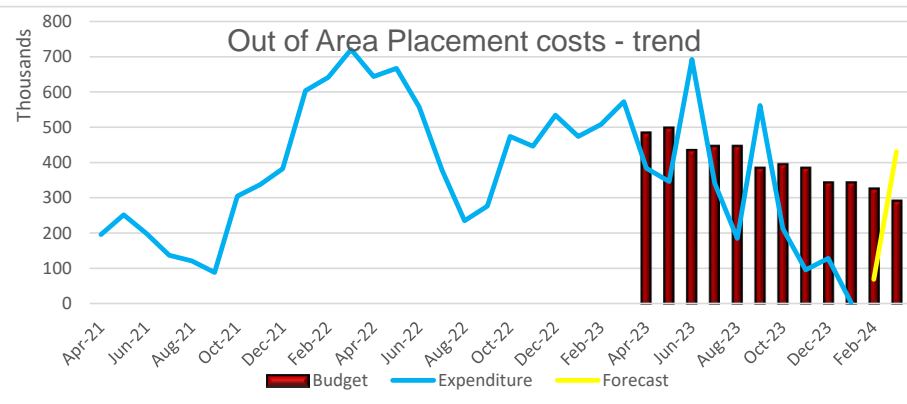 Out of Area Placement costs - trend
Thousands
800
700
600
500
400
300
200
100
0
Apr-21
Jun-21
Aug-21
Oct-21
Dec-21
Feb-22
Apr-22
Jun-22
Aug-22
Oct-22
Dec-22
Feb-23
Apr-23
Jun-23
Aug-23
Oct-23
Dec-23
Feb-24
Budget Expenditure Forecast